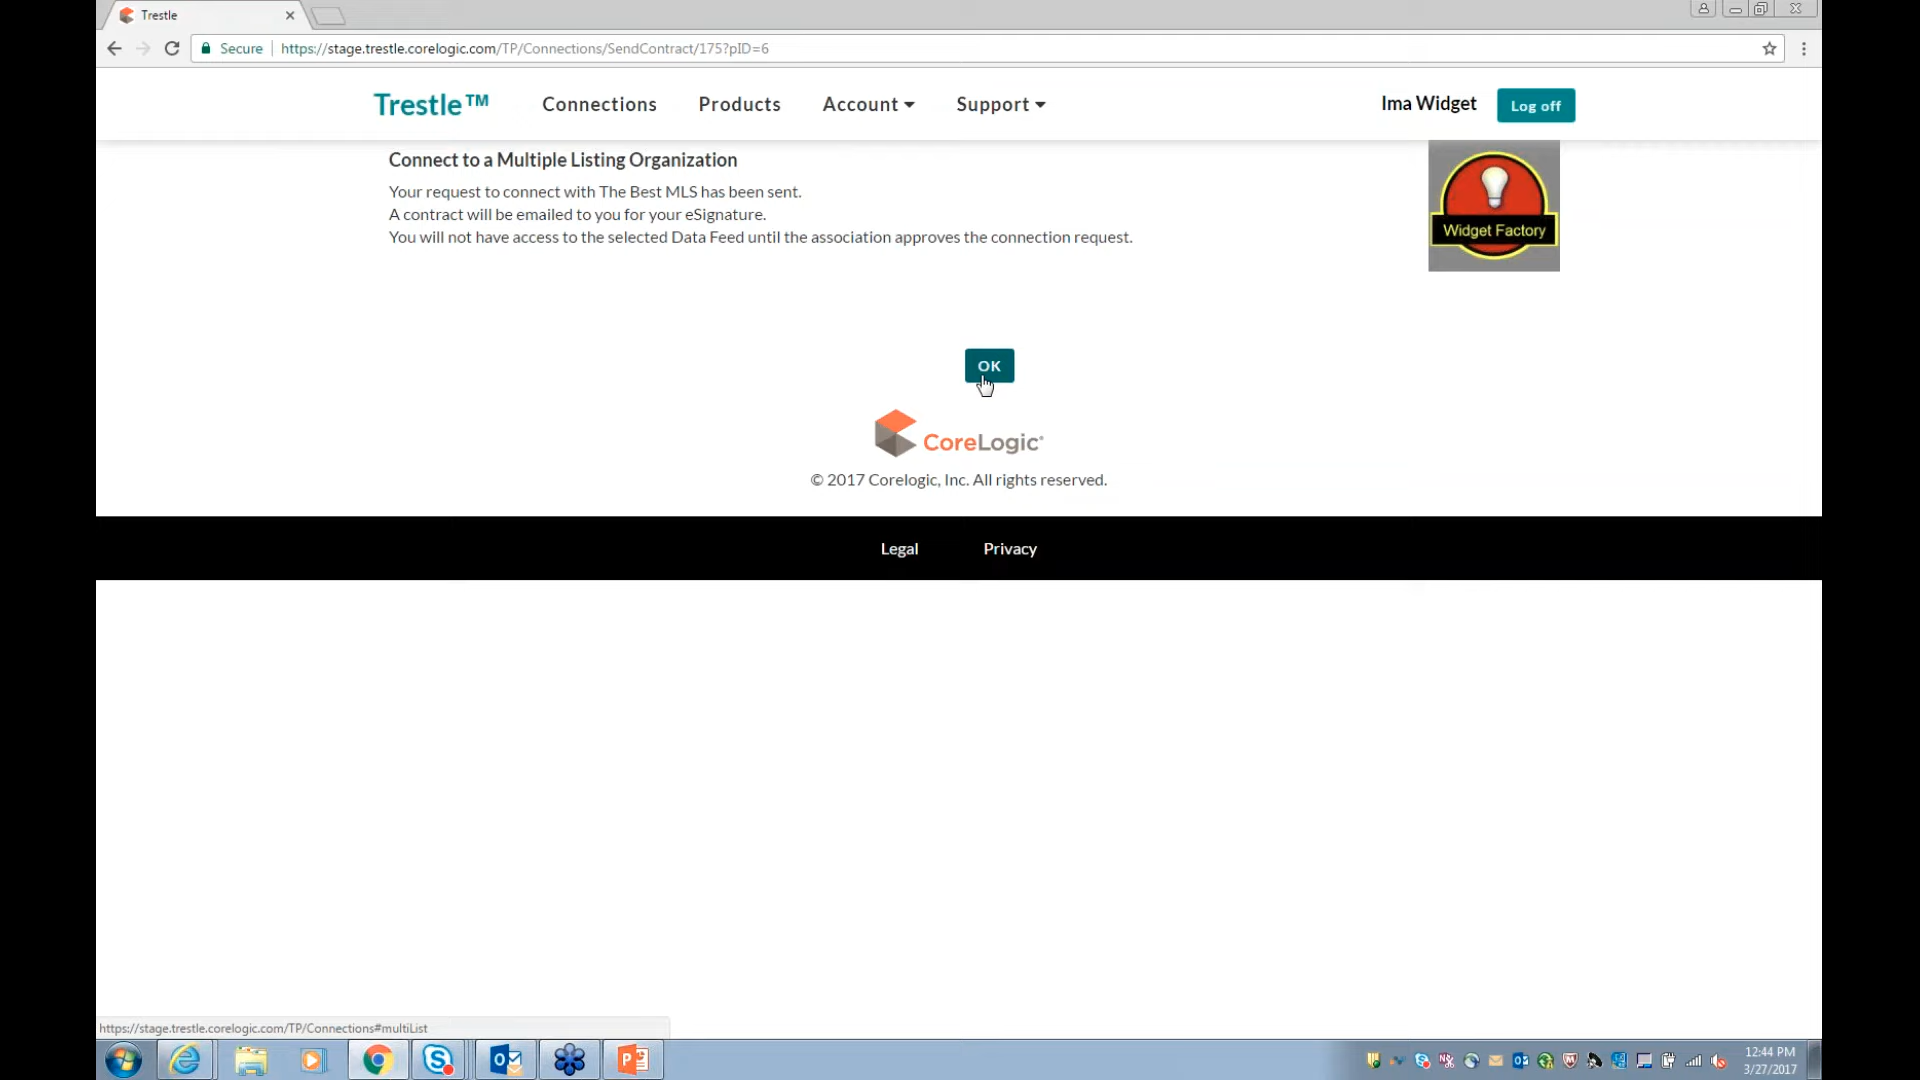 Trestle
Secure
https://stage.trestle.corelogic.com/TP/Connections/SendContract/175?pID=6
Trestle™
Connections
Products
Account
Support
Ima Widget
Log off
Connect to a Multiple Listing Organization
Your request to connect with The Best MLS has been sent.
A contract will be emailed to you for your eSignature.
You will not have access to the selected Data Feed until the association approves the connection request.
Widget Factory
OK
CoreLogic®
© 2017 Corelogic, Inc. All rights reserved.
Legal
Privacy
https://stage.trestle.corelogic.com/TP/Connections#multiList
12:44 PM
3/27/2017